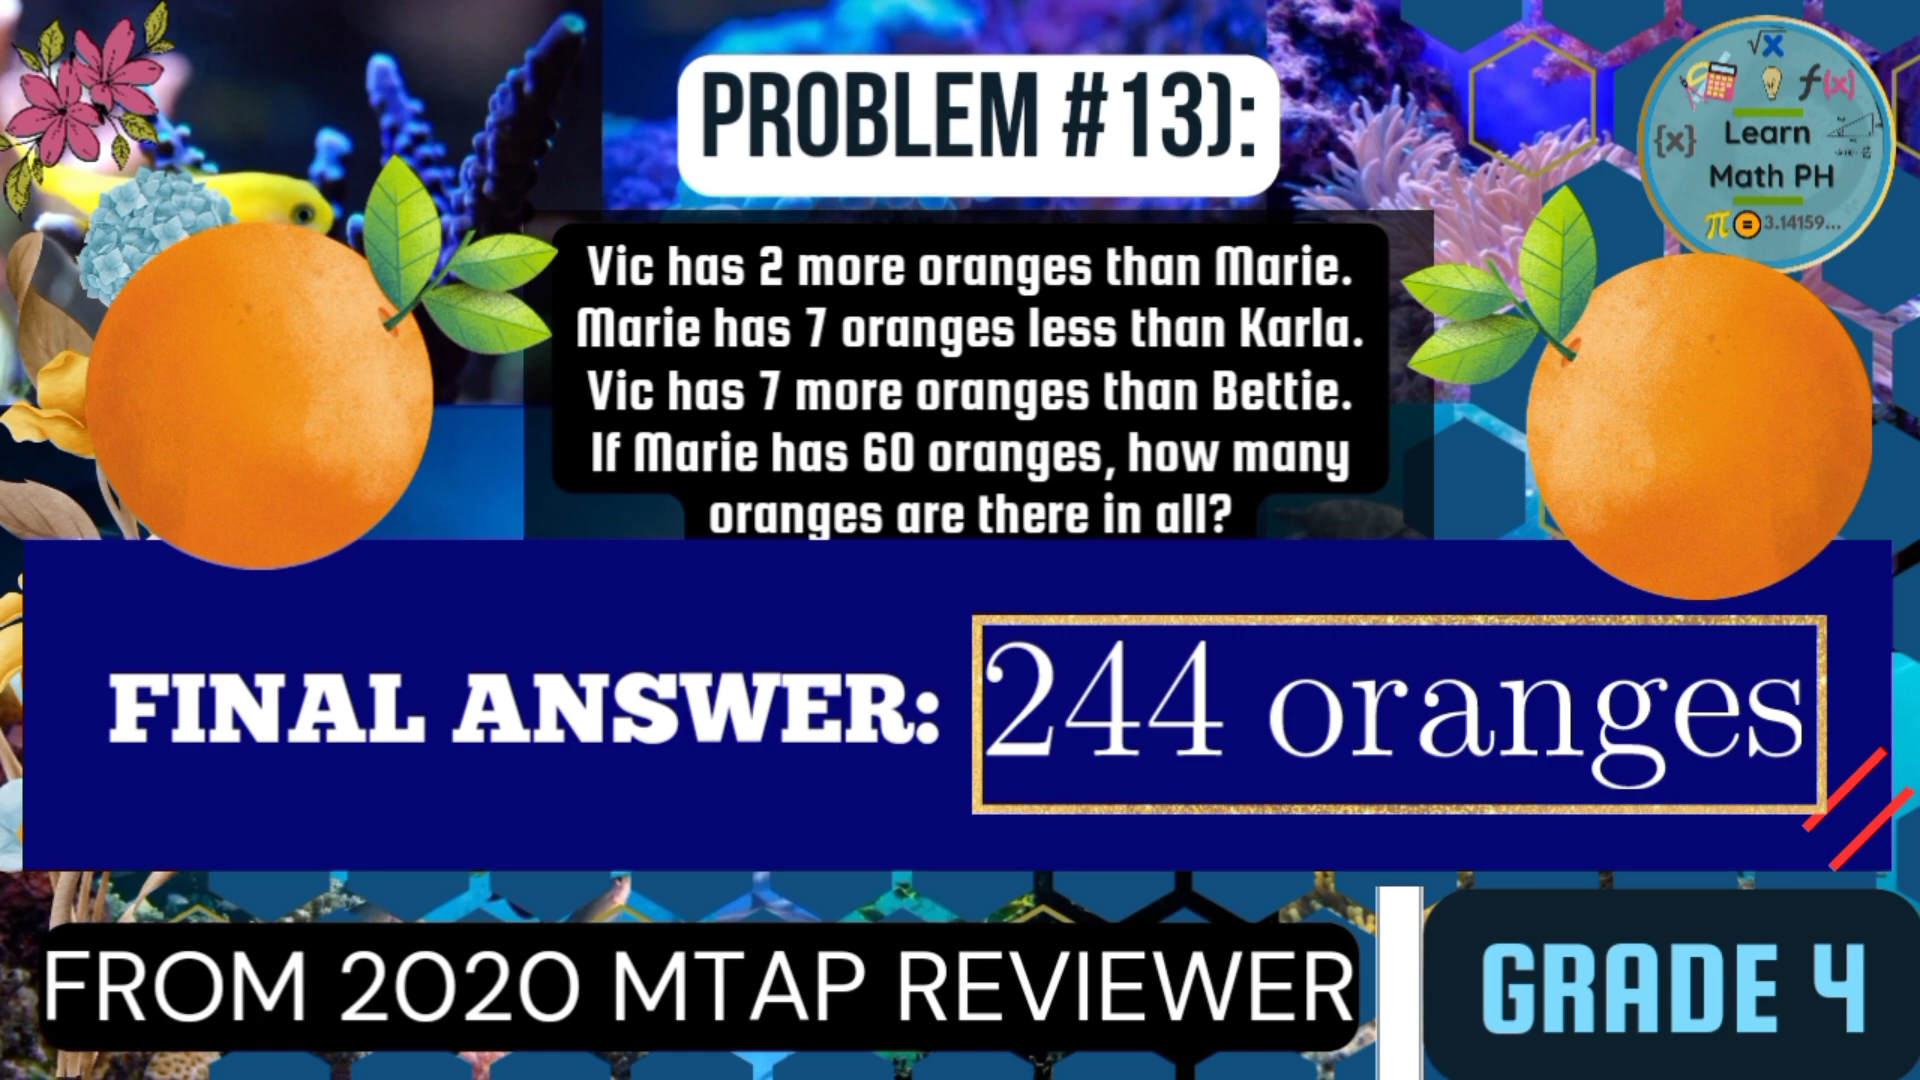 PROBLEM #13):
√x
f(x)
{x}
Learn
Math PH
π = 3.14159...
Vic has 2 more oranges than Marie.
Marie has 7 oranges less than Karla.
Vic has 7 more oranges than Bettie.
If Marie has 60 oranges, how many
oranges are there in all?
FINAL ANSWER: 244 oranges
FROM 2020 MTAP REVIEWER
GRADE 4